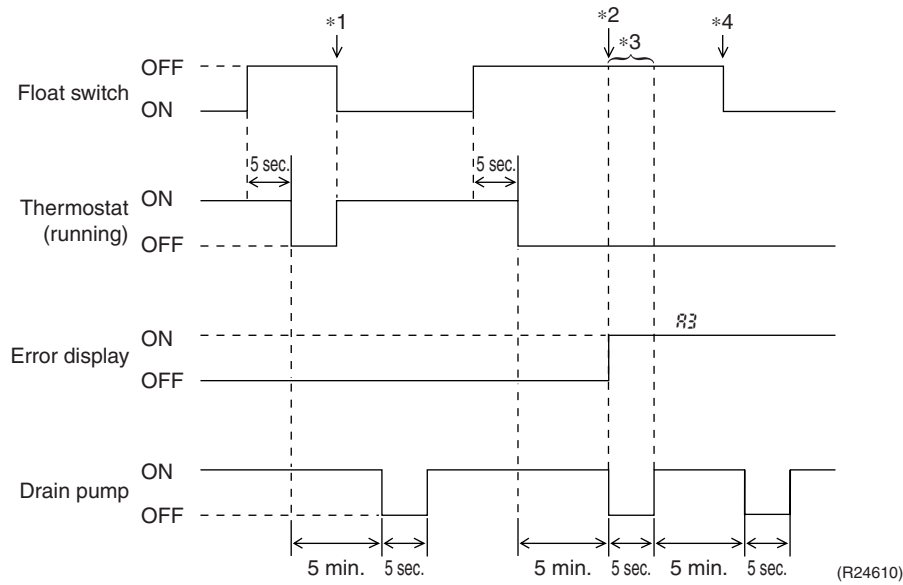 *1
*2
*3
*4
OFF
Float switch
ON
5 sec.
5 sec.
ON
Thermostat
(running)
OFF
A3
ON
Error display
OFF
ON
Drain pump
OFF
5 min.
5 sec.
5 min.
5 sec.
5 min.
5 sec.
(R24610)